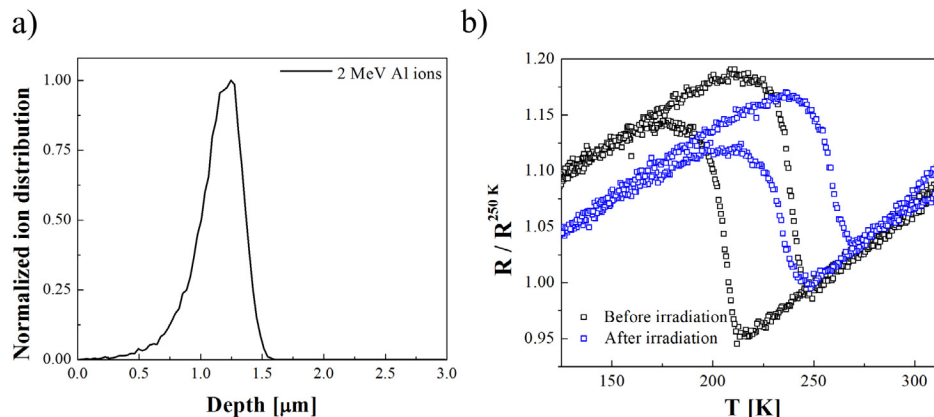 a)
Normalized ion distribution
1.00
0.75
0.50
0.25
0.00
2 MeV Al ions
0.0 0.5 1.0 1.5 2.0 2.5 3.0
Depth [μm]
b)
R / R^250 K
1.20
1.15
1.10
1.05
1.00
0.95
Before irradiation
After irradiation
150 200 250 300
T [K]